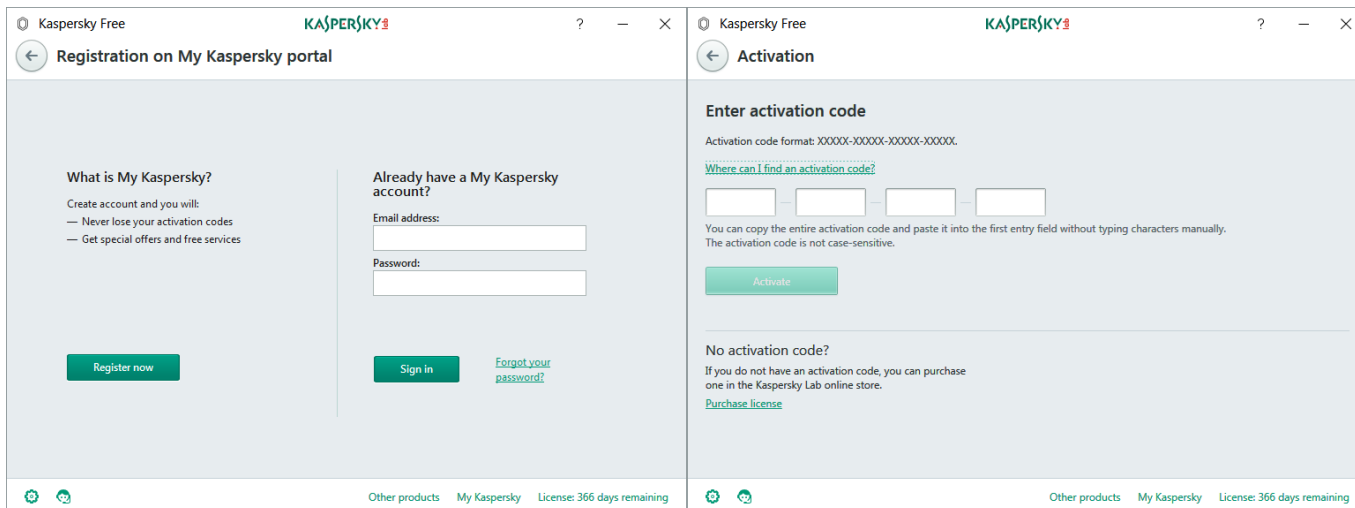 Kaspersky Free
KASPERSKY lab
?
Registration on My Kaspersky portal
What is My Kaspersky?
Create account and you will:
— Never lose your activation codes
— Get special offers and free services
Register now
Already have a My Kaspersky
account?
Email address:
Password:
Sign in
Forgot your
password?
Other products My Kaspersky License: 366 days remaining
Kaspersky Free
KASPERSKY lab
?
Activation
Enter activation code
Activation code format: XXXXX-XXXXX-XXXXX-XXXXX.
Where can I find an activation code?
You can copy the entire activation code and paste it into the first entry field without typing characters manually.
The activation code is not case-sensitive.
Activate
No activation code?
If you do not have an activation code, you can purchase
one in the Kaspersky Lab online store.
Purchase license
Other products My Kaspersky License: 366 days remaining